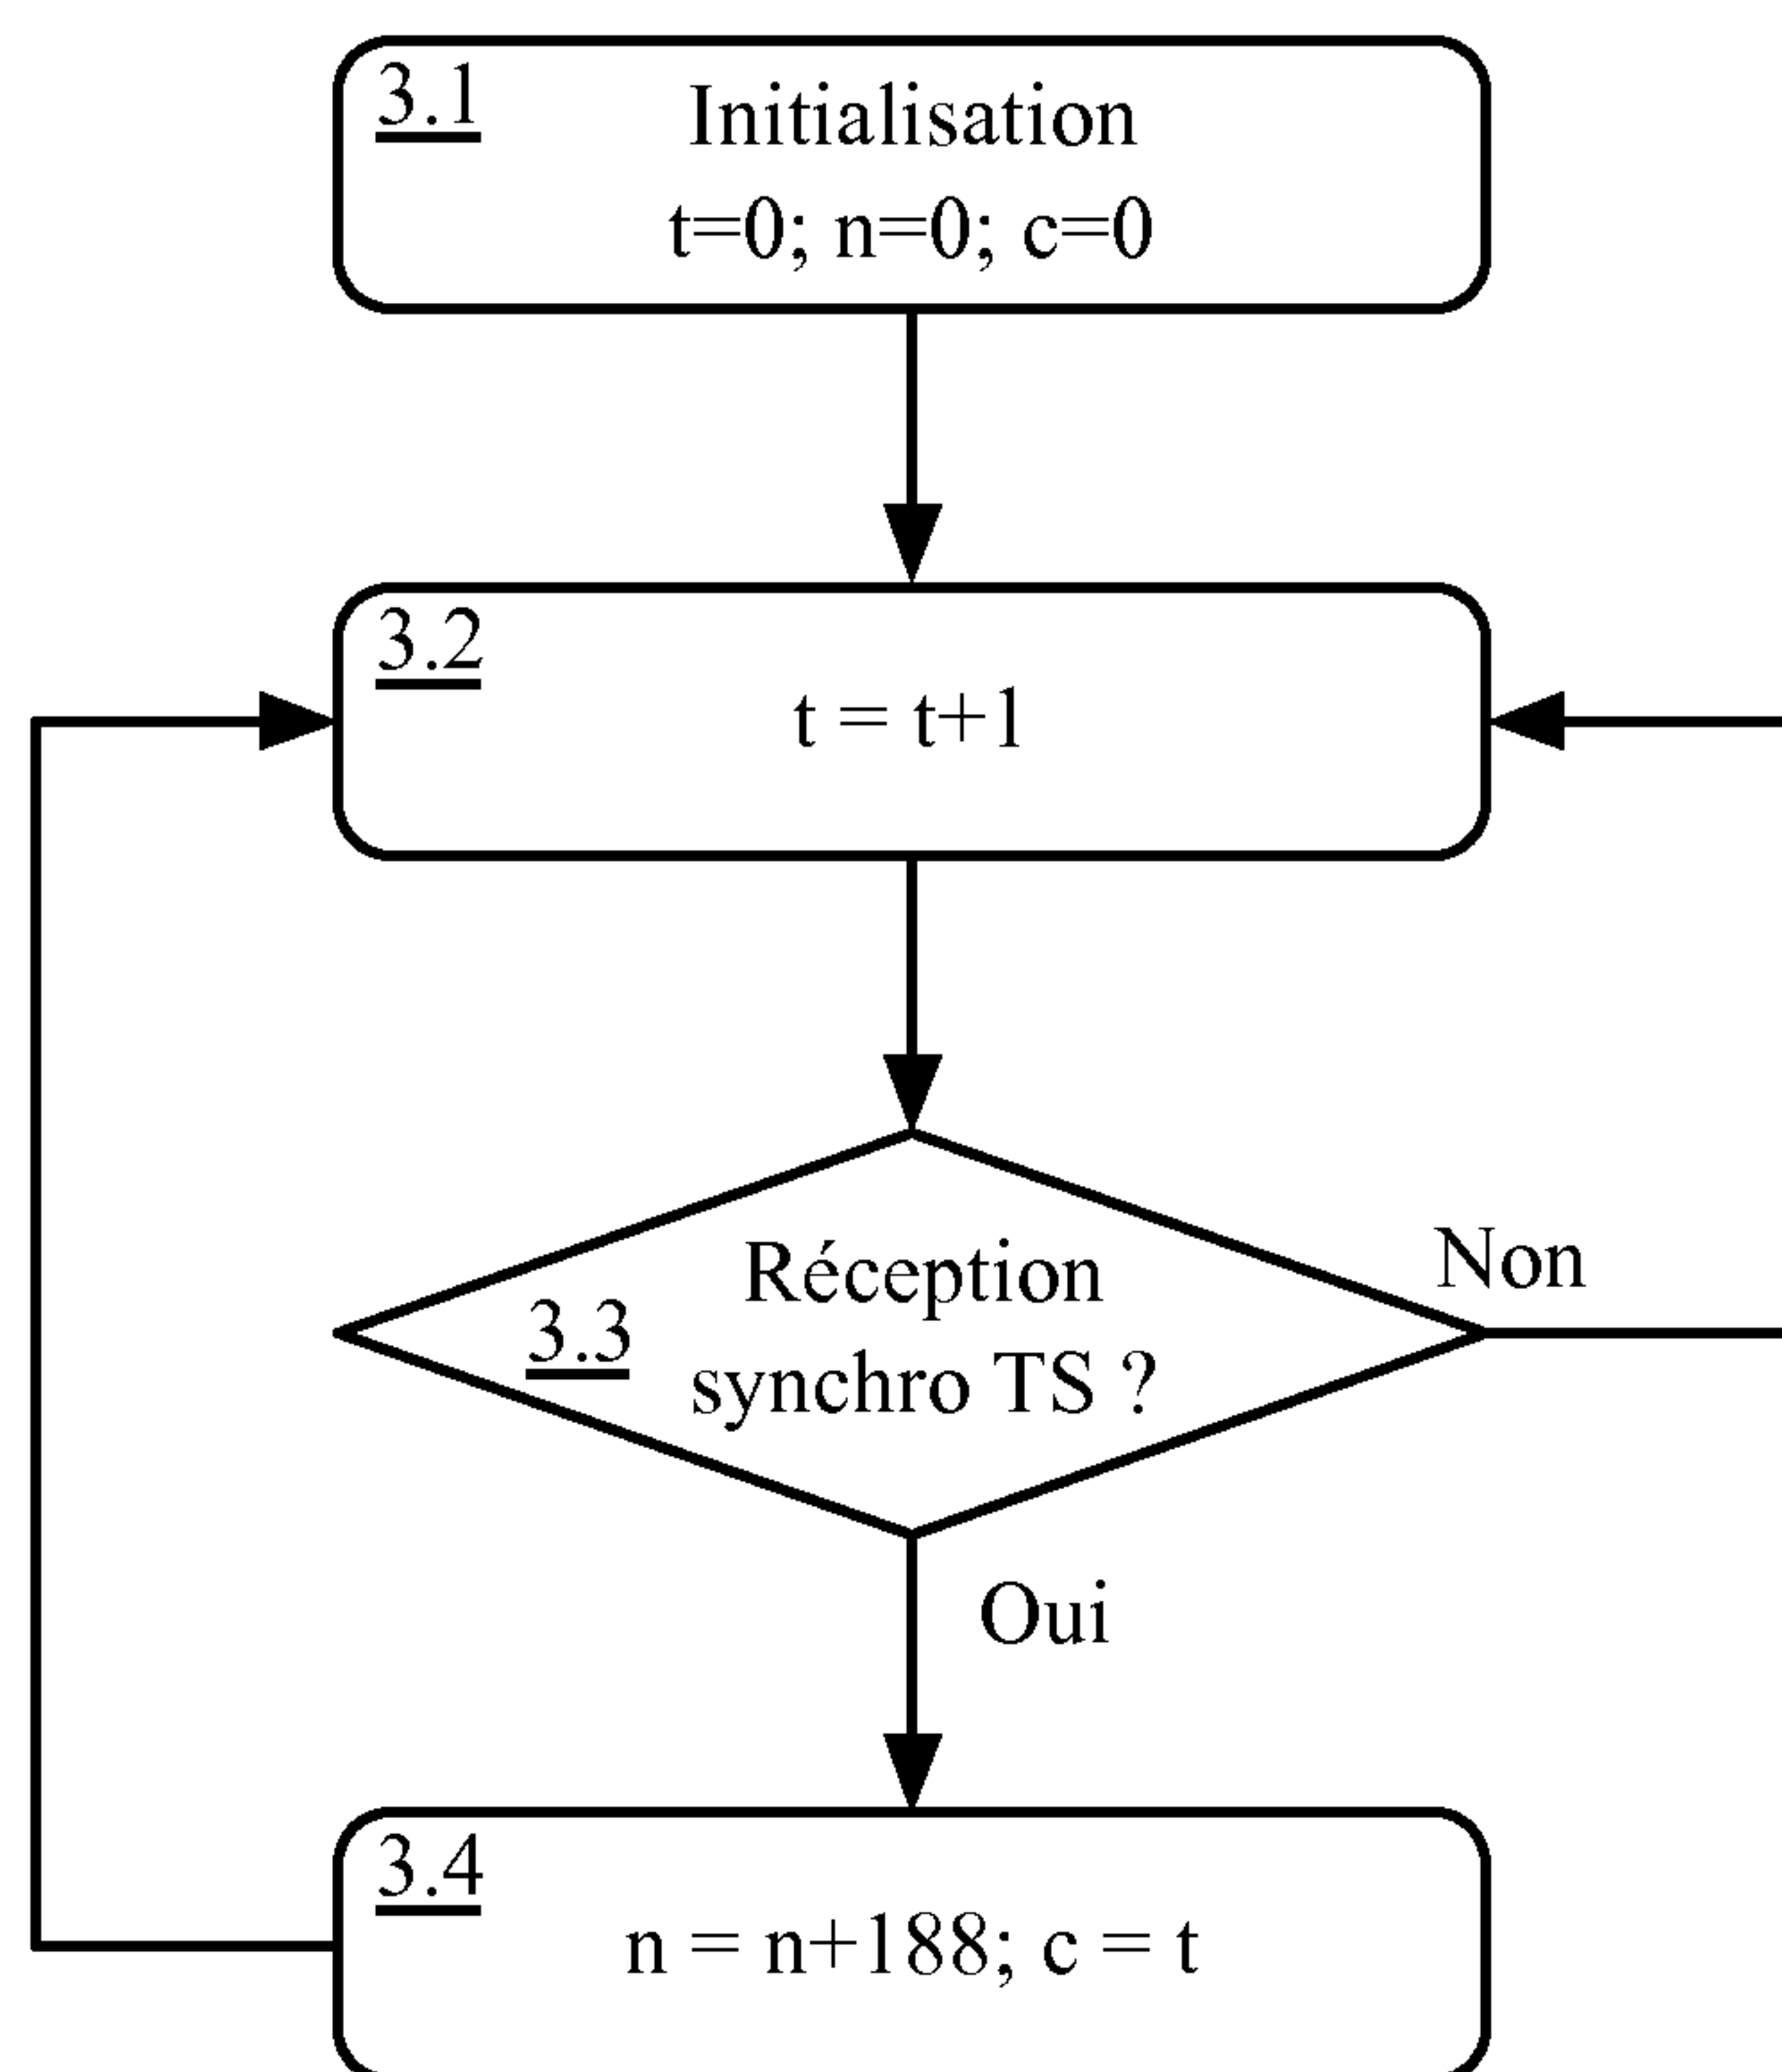 3.1
Initialisation
t=0; n=0; c=0
3.2
t = t+1
Réception
3.3
synchro TS ?
Non
Oui
3.4
n = n+188; c = t